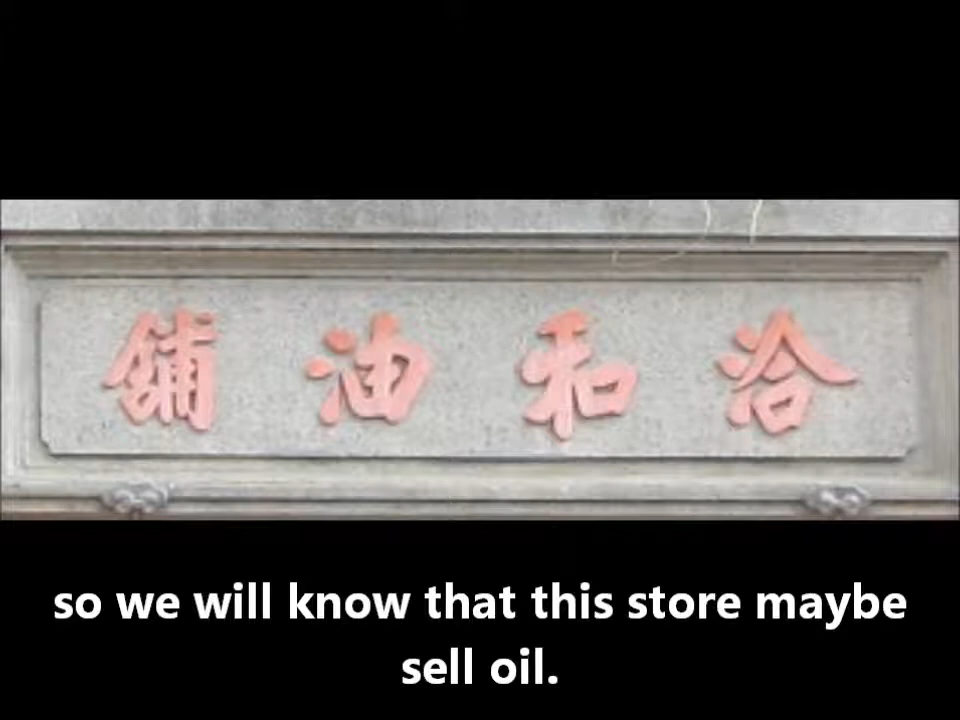 洽和油舖
so we will know that this store maybe
sell oil.